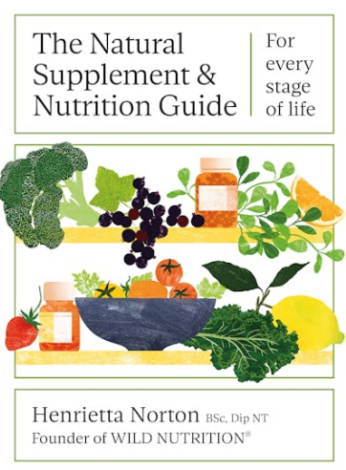 The Natural
Supplement &
Nutrition Guide
For
every
stage
of life
Henrietta Norton BSc, Dip NT
Founder of WILD NUTRITION®